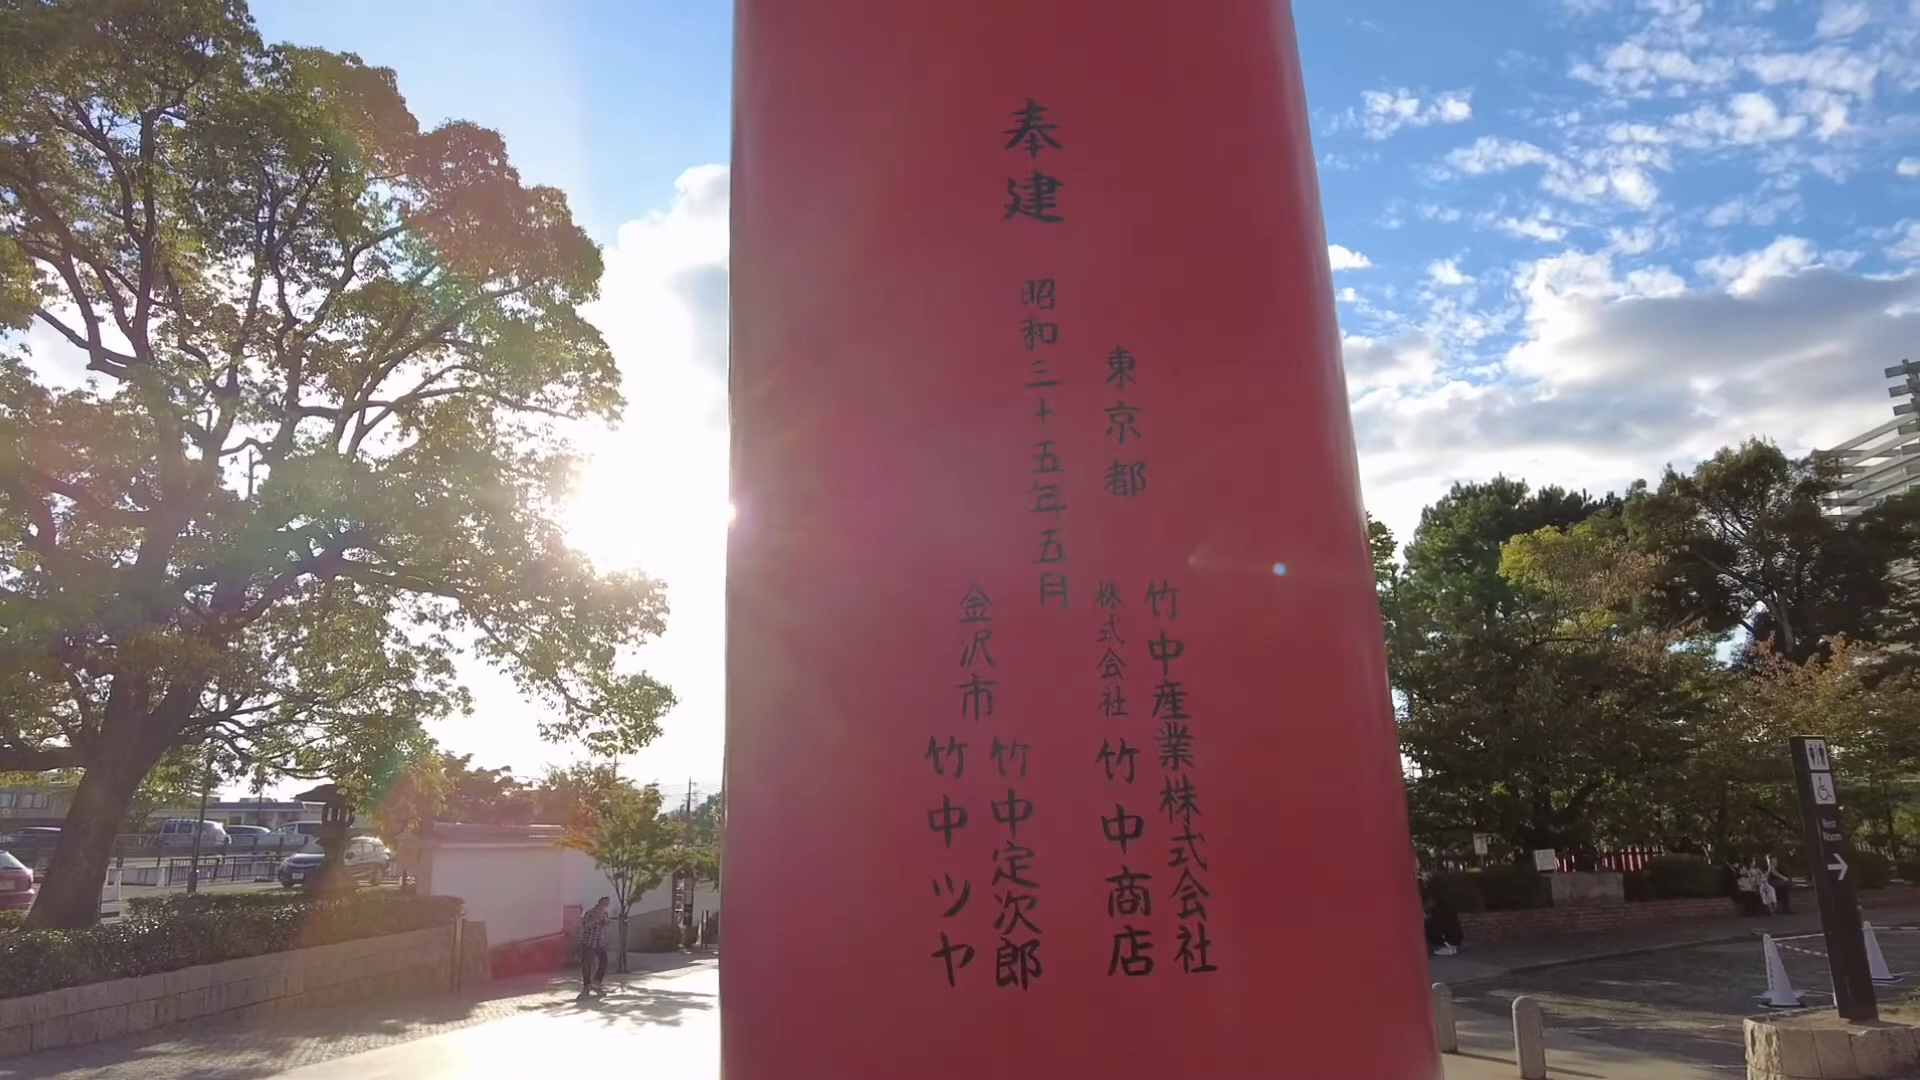 奉建
東京都
竹中産業株式会社
株式会社竹中商店
昭和三十五年五月
金沢市
竹中定次郎
竹中ツヤ
Rest
Room